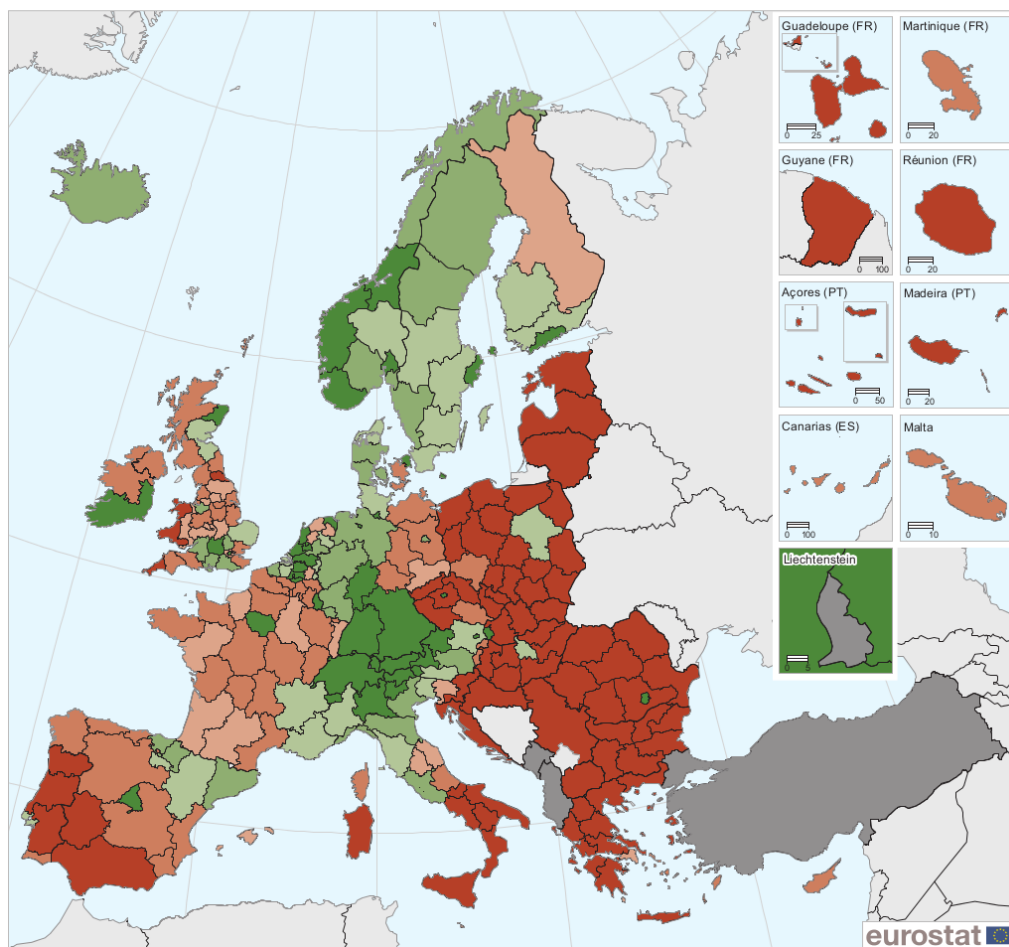 Guadeloupe (FR)
0 25
Martinique (FR)
0 20
Guyane (FR)
0 100
Réunion (FR)
0 20
Açores (PT)
0 50
Madeira (PT)
0 20
Canarias (ES)
0 100
Malta
0 10
Liechtenstein
0 5
eurostat